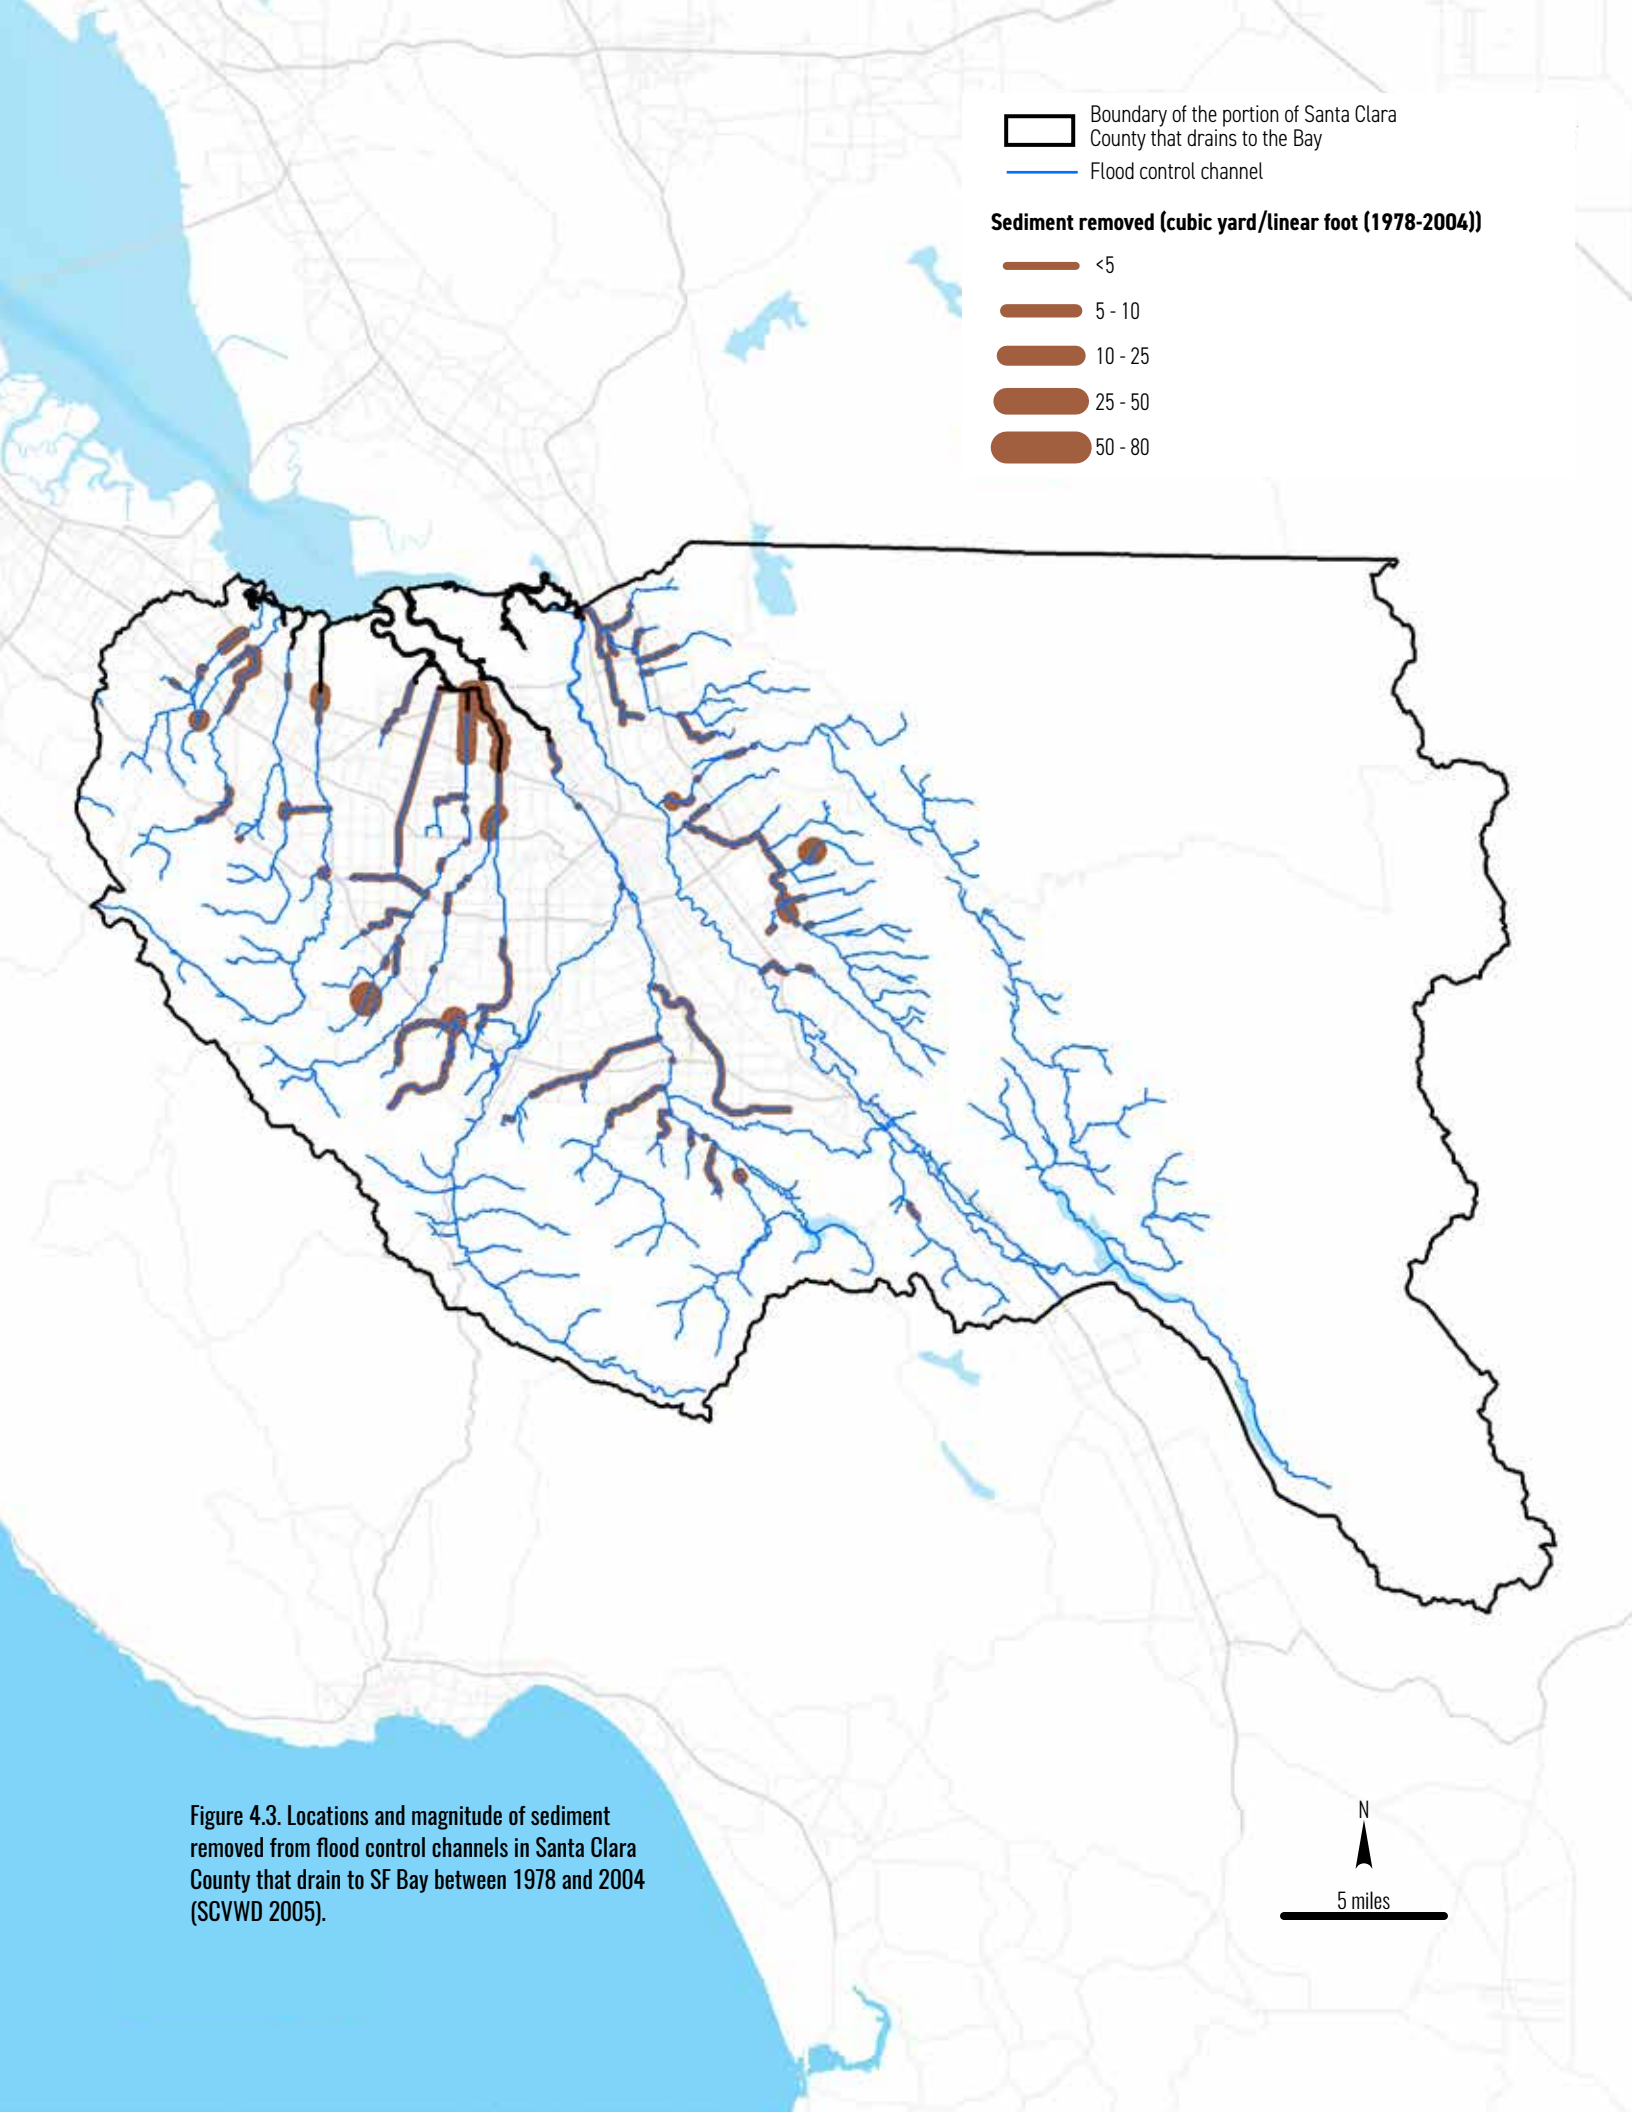 Boundary of the portion of Santa Clara
County that drains to the Bay
Flood control channel
Sediment removed (cubic yard/linear foot (1978-2004))
<5
5 - 10
10 - 25
25 - 50
50 - 80
Figure 4.3. Locations and magnitude of sediment
removed from flood control channels in Santa Clara
County that drain to SF Bay between 1978 and 2004
(SCVWD 2005).
N
5 miles